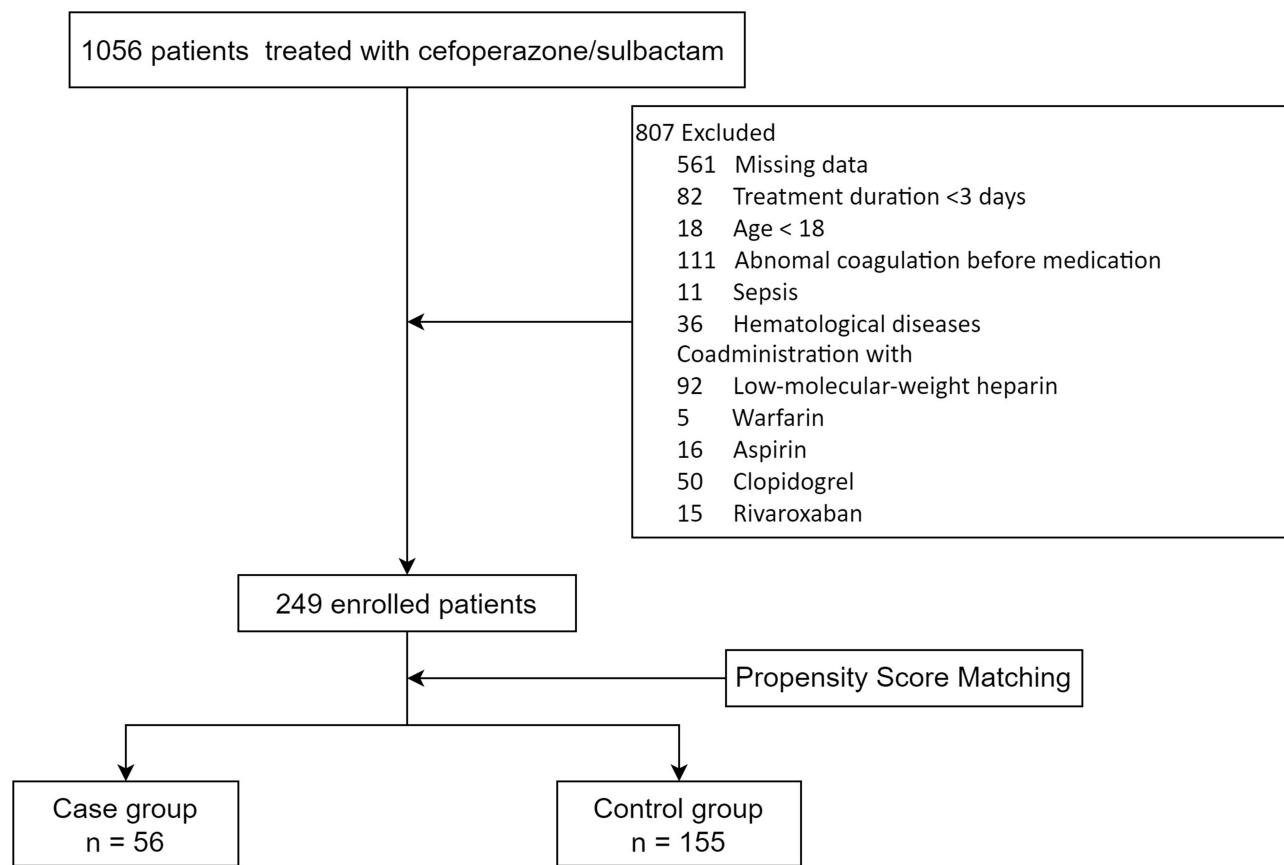 1056 patients treated with cefoperazone/sulbactam
807 Excluded
561 Missing data
82 Treatment duration <3 days
18 Age < 18
111 Abnomal coagulation before medication
11 Sepsis
36 Hematological diseases
Coadministration with
92 Low-molecular-weight heparin
5 Warfarin
16 Aspirin
50 Clopidogrel
15 Rivaroxaban
249 enrolled patients
Propensity Score Matching
Case group
n = 56
Control group
n = 155